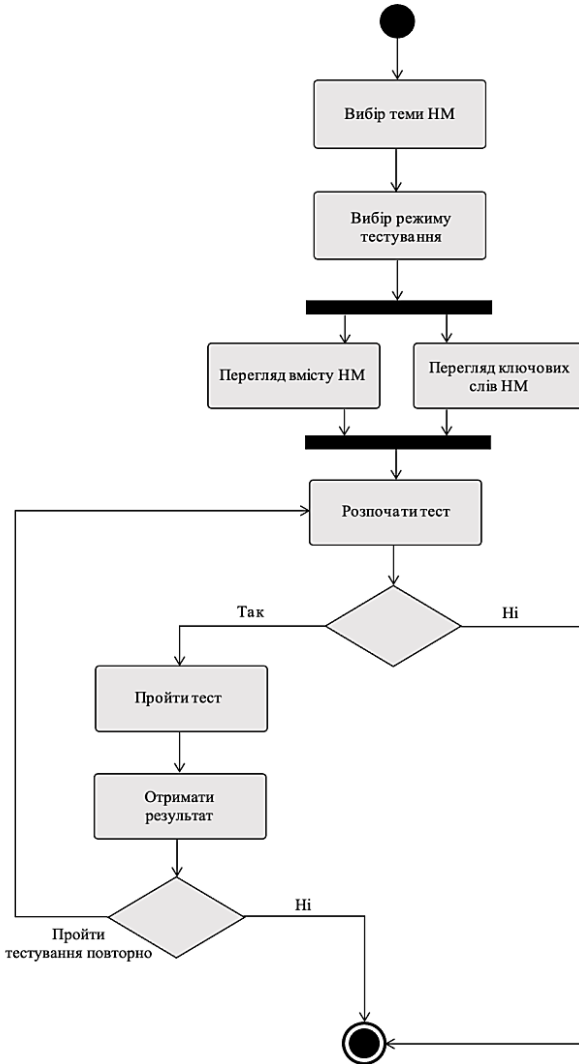 Вибір теми НМ
Вибір режиму
тестування
Перегляд вмісту НМ
Перегляд ключових
слів НМ
Розпочати тест
Так
Ні
Пройти тест
Отримати
результат
Ні
Пройти
тестування повторно